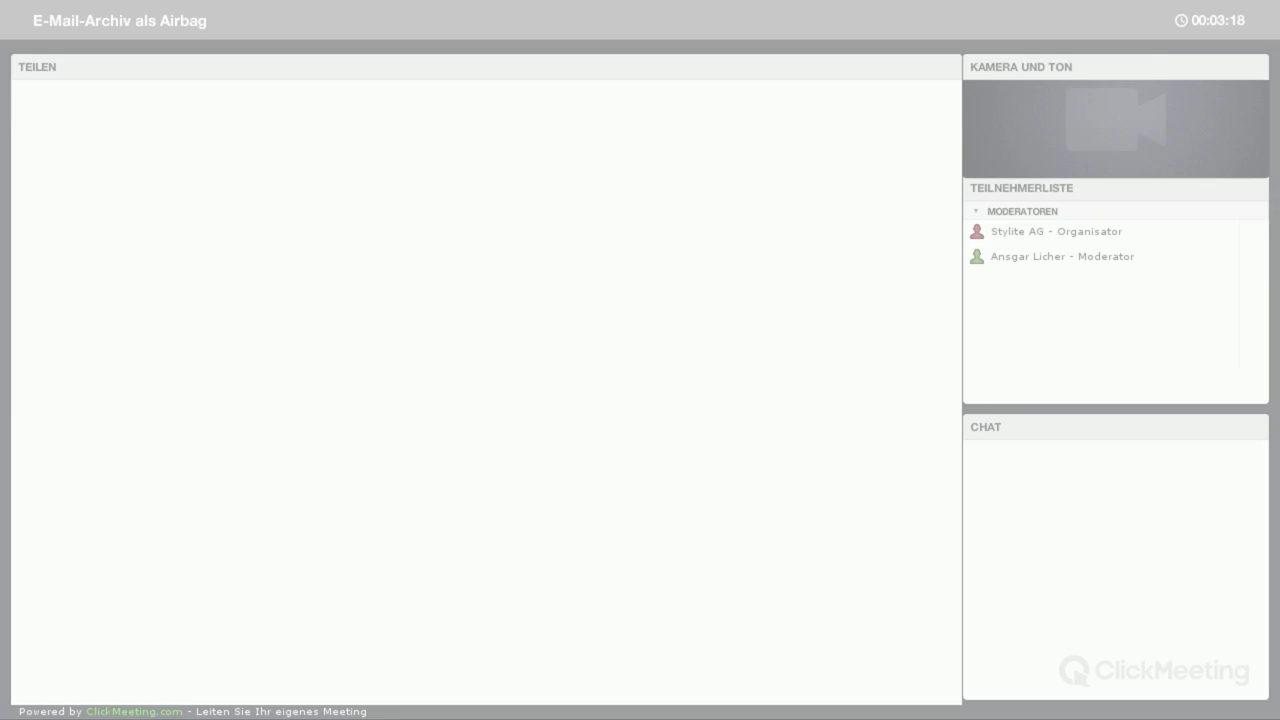 E-Mail-Archiv als Airbag
00:03:18
TEILEN
KAMERA UND TON
TEILNEHMERLISTE
MODERATOREN
Stylite AG - Organisator
Ansgar Licher - Moderator
CHAT
ClickMeeting
Powered by ClickMeeting.com - Leiten Sie Ihr eigenes Meeting